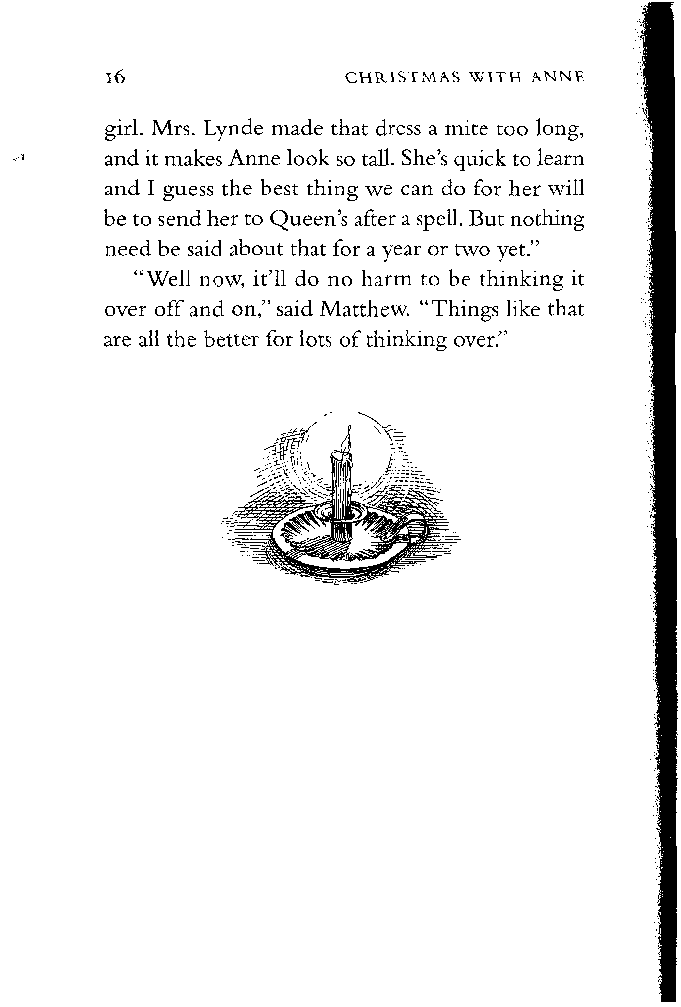 16 CHRISTMAS WITH ANNE
girl. Mrs. Lynde made that dress a mite too long,
and it makes Anne look so tall. She's quick to learn
and I guess the best thing we can do for her will
be to send her to Queen's after a spell. But nothing
need be said about that for a year or two yet."
"Well now, it'll do no harm to be thinking it
over off and on," said Matthew. "Things like that
are all the better for lots of thinking over."